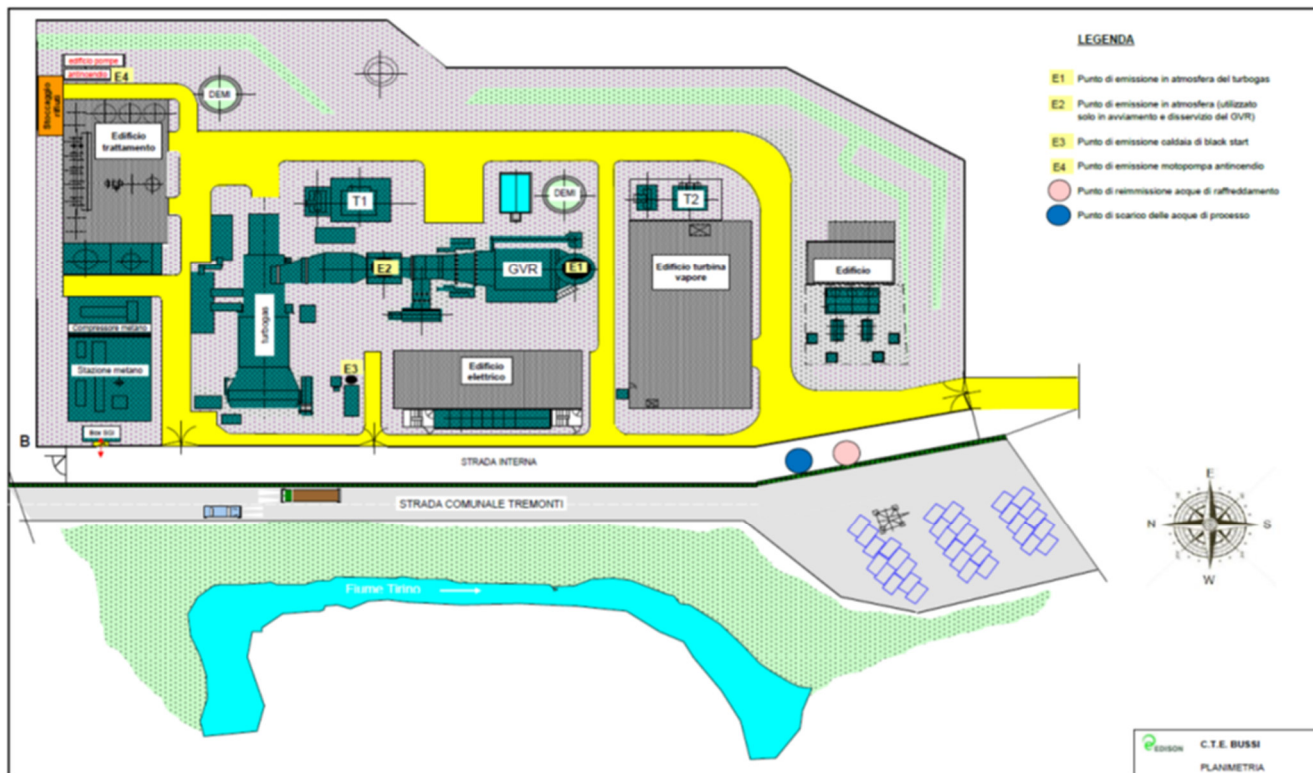 LEGENDA
E1 Punto di emissione in atmosfera del turbogas
E2 Punto di emissione in atmosfera (utilizzato
solo in avviamento e disservizio del GVR)
E3 Punto di emissione caldaia di black start
E4 Punto di emissione motopompa antincendio
Punto di reimmissione acque di raffreddamento
Punto di scarico delle acque di processo
edificio pompe
antincendio
E4
Stoccaggio
rifiuti
DEMI
Edificio
trattamento
T1
DEMI
T2
E2
GVR
E1
Edificio turbina
vapore
Edificio
turbogas
Compressore metano
Stazione metano
E3
Edificio
elettrico
B
STRADA INTERNA
STRADA COMUNALE TREMONTI
Fiume Tirino
E
N
S
W
EDISON
C.T.E. BUSSI
PLANIMETRIA